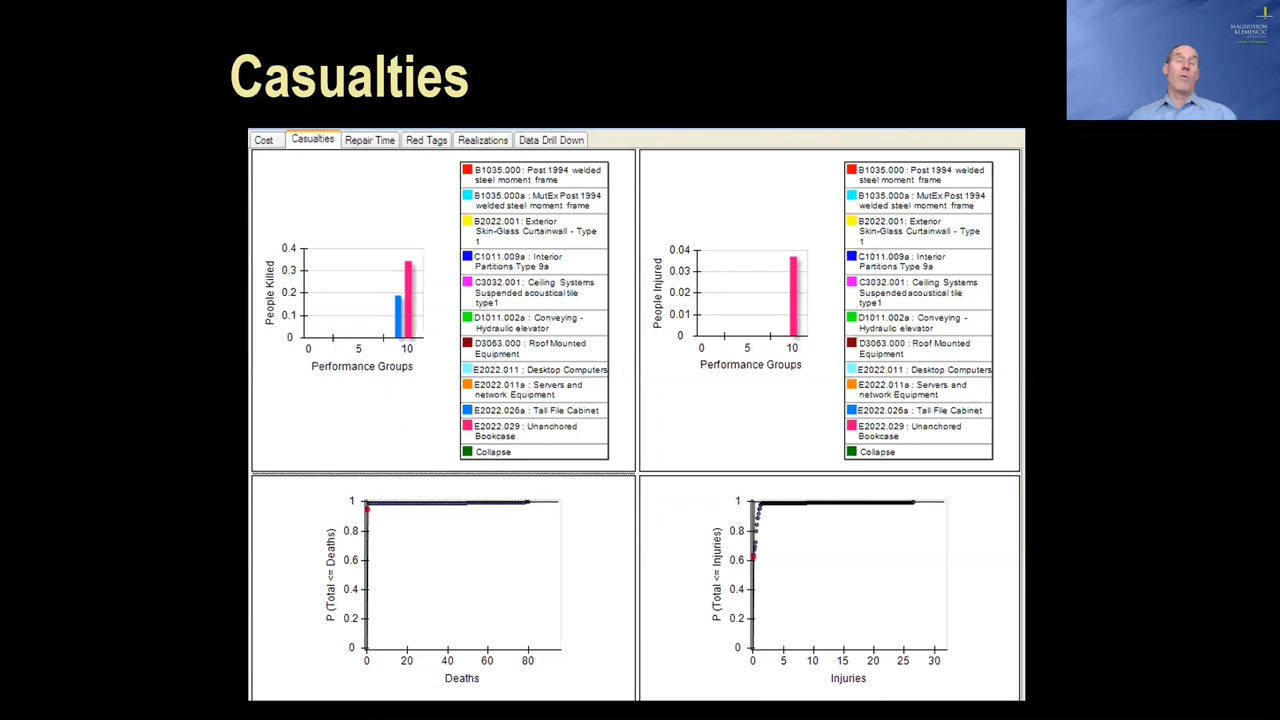 Casualties
MAGNUSSON
KLEMENCIC
Cost
Casualties
Repair Time
Red Tags
Realizations
Data Drill Down
People Killed
0.4
0.3
0.2
0.1
0
0
5
10
Performance Groups
B1035.000 : Post 1994 welded
steel moment frame
B1035.000a : MutEx Post 1994
welded steel moment frame
B2022.001 : Exterior
Skin-Glass Curtainwall - Type
1
C1011.009a : Interior
Partitions Type 9a
C3032.001 : Ceiling Systems
Suspended acoustical tile
type1
D1011.002a : Conveying -
Hydraulic elevator
D3063.000 : Roof Mounted
Equipment
E2022.011 : Desktop Computers
E2022.011a : Servers and
network Equipment
E2022.026a : Tall File Cabinet
E2022.029 : Unanchored
Bookcase
Collapse
People Injured
0.04
0.03
0.02
0.01
0
0
5
10
Performance Groups
B1035.000 : Post 1994 welded
steel moment frame
B1035.000a : MutEx Post 1994
welded steel moment frame
B2022.001 : Exterior
Skin-Glass Curtainwall - Type
1
C1011.009a : Interior
Partitions Type 9a
C3032.001 : Ceiling Systems
Suspended acoustical tile
type1
D1011.002a : Conveying -
Hydraulic elevator
D3063.000 : Roof Mounted
Equipment
E2022.011 : Desktop Computers
E2022.011a : Servers and
network Equipment
E2022.026a : Tall File Cabinet
E2022.029 : Unanchored
Bookcase
Collapse
P (Total <= Deaths)
1
0.8
0.6
0.4
0.2
0
0
20
40
60
80
Deaths
P (Total <= Injuries)
1
0.8
0.6
0.4
0.2
0
0
5
10
15
20
25
30
Injuries